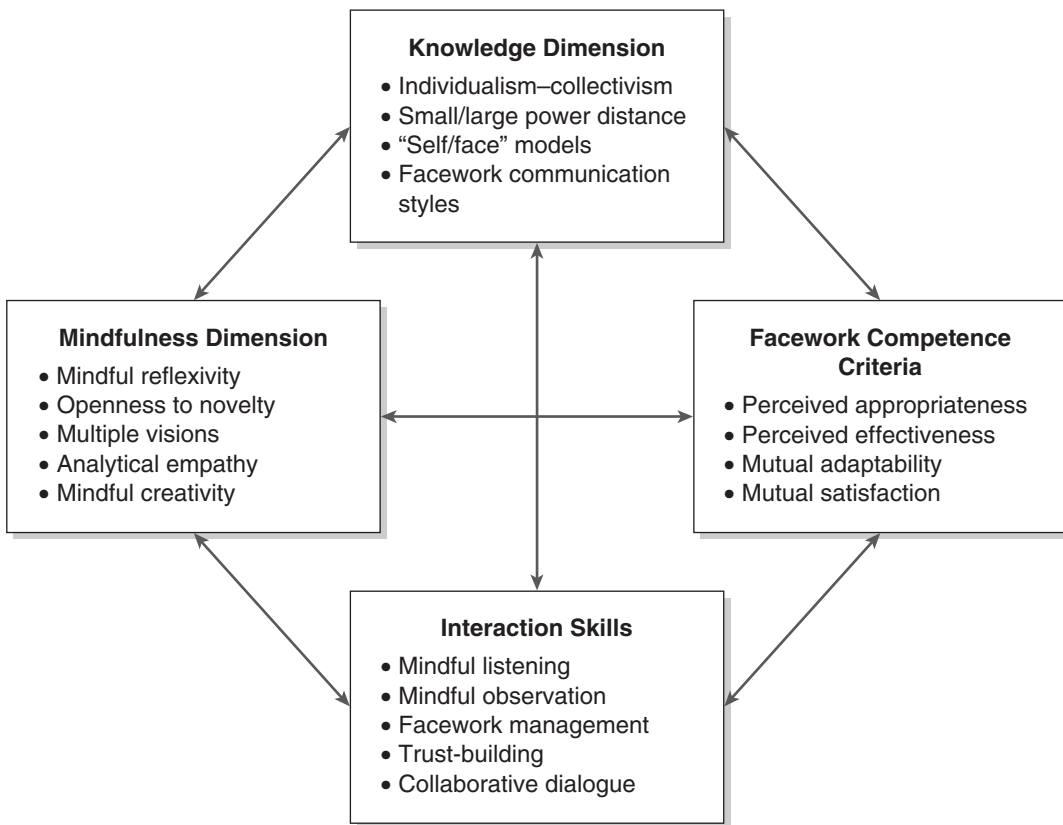 Knowledge Dimension
• Individualism–collectivism
• Small/large power distance
• “Self/face” models
• Facework communication
styles
Mindfulness Dimension
• Mindful reflexivity
• Openness to novelty
• Multiple visions
• Analytical empathy
• Mindful creativity
Facework Competence
Criteria
• Perceived appropriateness
• Perceived effectiveness
• Mutual adaptability
• Mutual satisfaction
Interaction Skills
• Mindful listening
• Mindful observation
• Facework management
• Trust-building
• Collaborative dialogue